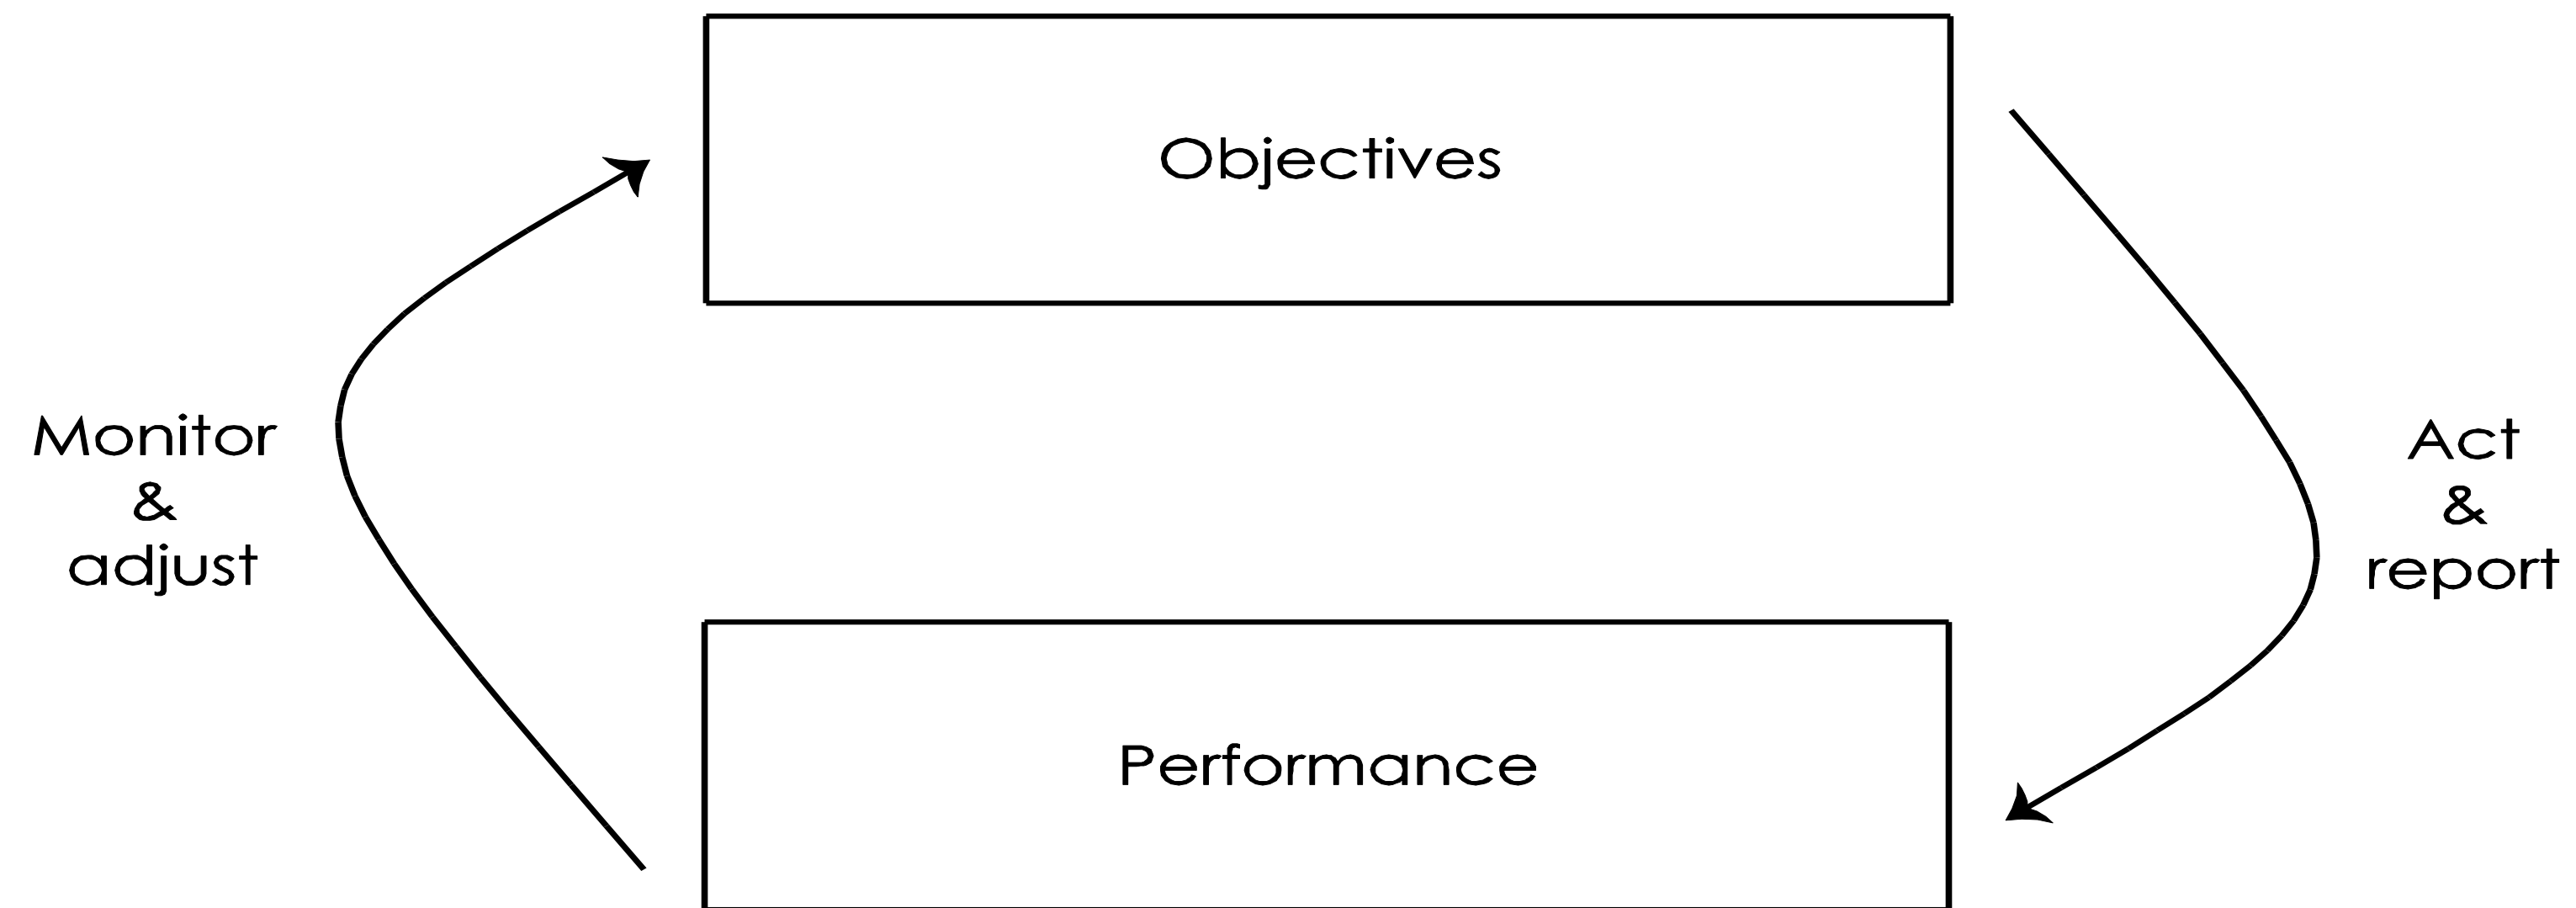 Objectives
Monitor
&
adjust
Act
&
report
Performance